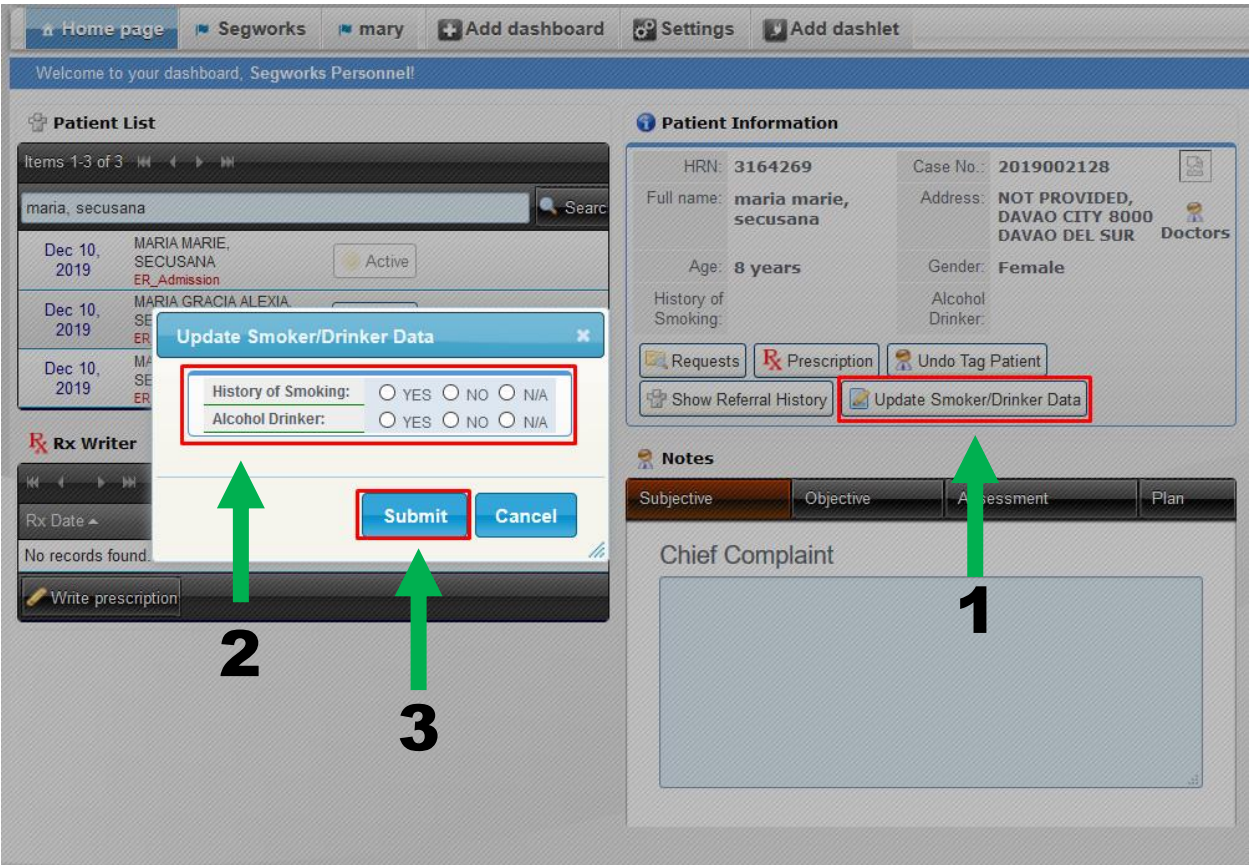 Home page Segworks mary Add dashboard Settings Add dashlet
Welcome to your dashboard, Segworks Personnel!
Patient List
Items 1-3 of 3
maria, secusana Searc
Dec 10, 2019
MARIA MARIE,
SECUSANA
ER_Admission
Active
Dec 10, 2019
MARIA GRACIA ALEXIA,
SE
ER
Dec 10, 2019
MA
SE
ER
Rx Writer
Rx Date
No records found.
Write prescription
Update Smoker/Drinker Data
History of Smoking: YES NO N/A
Alcohol Drinker: YES NO N/A
Submit Cancel
2
3
Patient Information
HRN: 3164269 Case No.: 2019002128
Full name: maria marie,
secusana
Address: NOT PROVIDED,
DAVAO CITY 8000
DAVAO DEL SUR
Doctors
Age: 8 years Gender: Female
History of
Smoking:
Alcohol
Drinker:
Requests Prescription Undo Tag Patient
Show Referral History Update Smoker/Drinker Data
Notes
Subjective Objective Assessment Plan
Chief Complaint
1